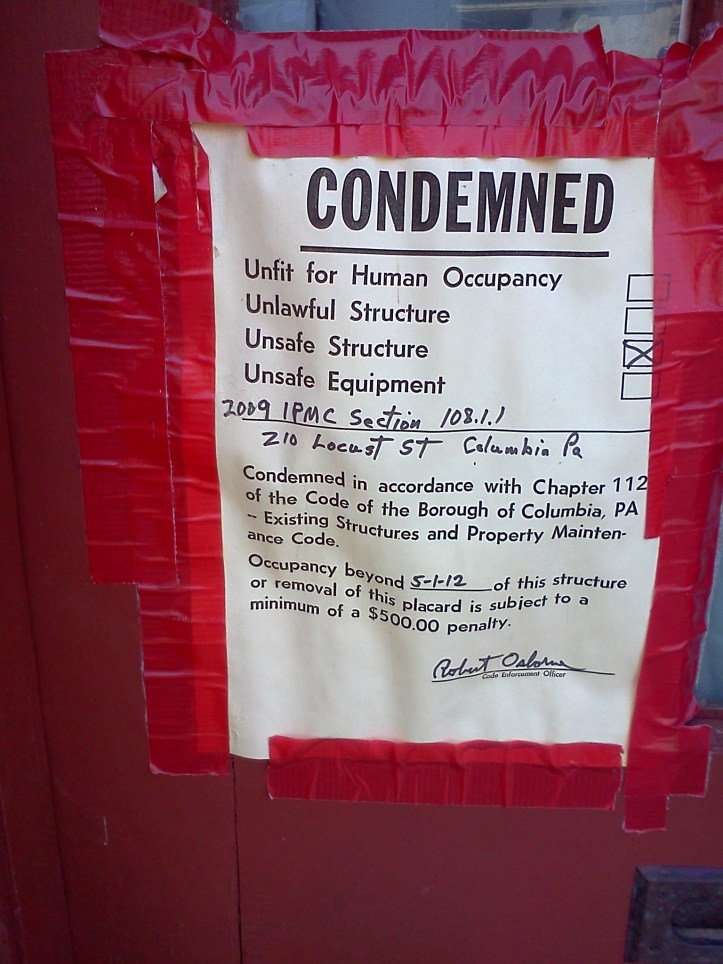 CONDEMNED
Unfit for Human Occupancy
Unlawful Structure
Unsafe Structure
Unsafe Equipment
2009 IPMC Section 108.1.1
210 Locust ST Columbia Pa
Condemned in accordance with Chapter 112
of the Code of the Borough of Columbia, PA
-- Existing Structures and Property Mainten-
ance Code.
Occupancy beyond 5-1-12 of this structure
or removal of this placard is subject to a
minimum of a $500.00 penalty.
Robert Osborne
Code Enforcement Officer